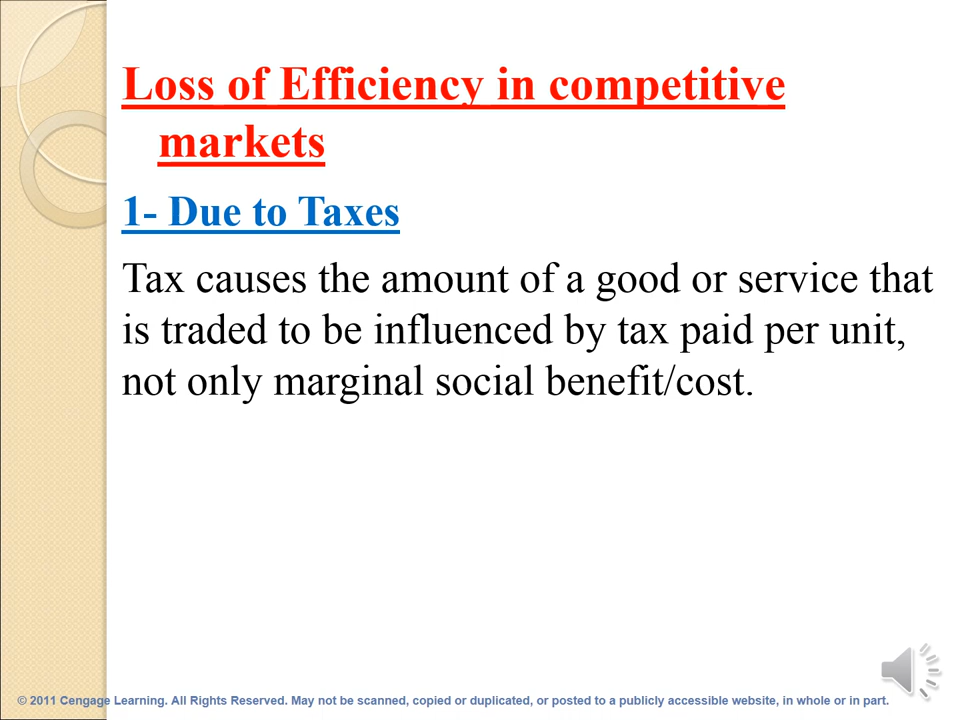 Loss of Efficiency in competitive
markets
1- Due to Taxes
Tax causes the amount of a good or service that
is traded to be influenced by tax paid per unit,
not only marginal social benefit/cost.
© 2011 Cengage Learning. All Rights Reserved. May not be scanned, copied or duplicated, or posted to a publicly accessible website, in whole or in part.